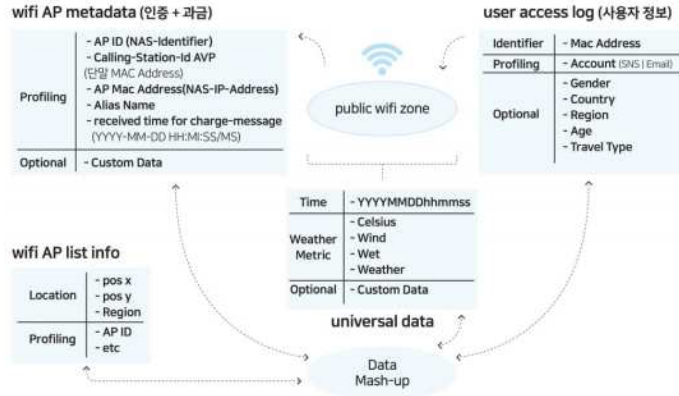 wifi AP metadata (인증 + 과금)
Profiling
- AP ID (NAS-Identifier)
- Calling-Station-Id AVP
(단말 MAC Address)
- AP Mac Address(NAS-IP-Address)
- Alias Name
- received time for charge-message
(YYYY-MM-DD HH:MI:SS/MS)
Optional
- Custom Data
public wifi zone
user access log (사용자 정보)
Identifier
- Mac Address
Profiling
- Account (SNS | Email)
Optional
- Gender
- Country
- Region
- Age
- Travel Type
Time
- YYYYMMDDhhmmss
Weather
Metric
- Celsius
- Wind
- Wet
- Weather
Optional
- Custom Data
universal data
wifi AP list info
Location
- pos x
- pos y
- Region
Profiling
- AP ID
- etc
Data
Mash-up